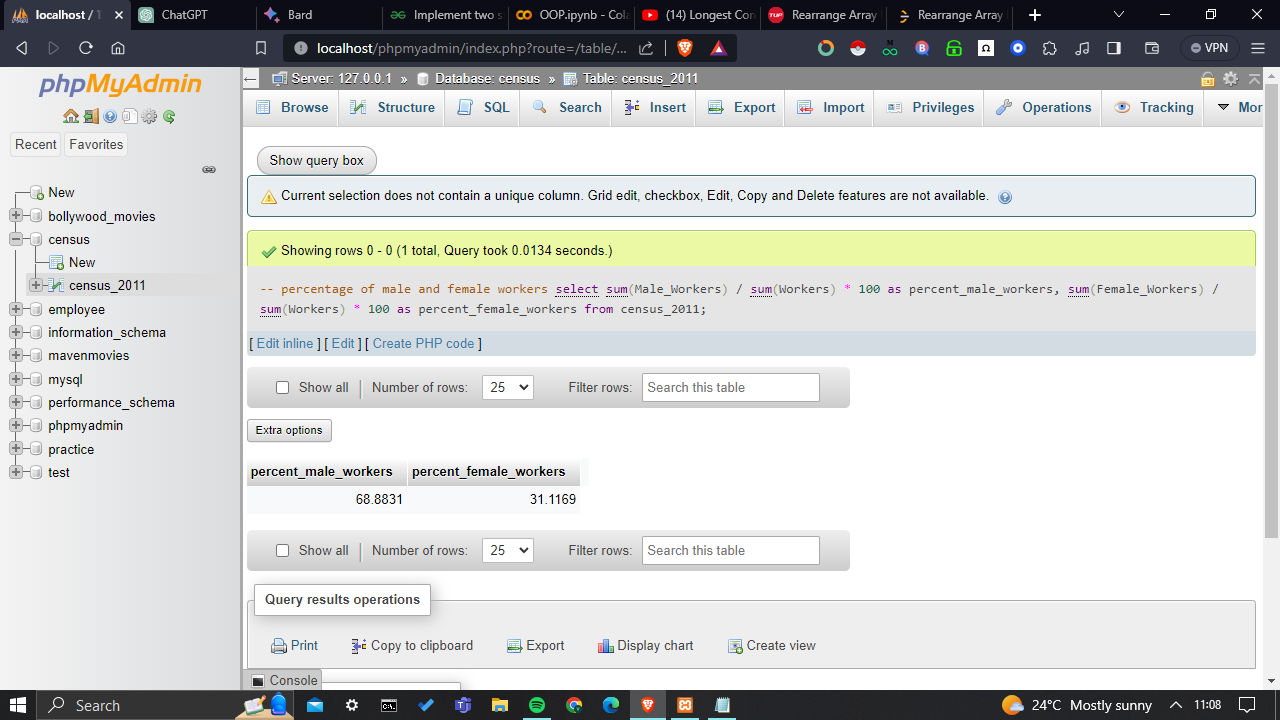 localhost / 1
ChatGPT
Bard
Implement two s
OOP.ipynb - Cola
(14) Longest Con
Rearrange Array
Rearrange Array
localhost/phpmyadmin/index.php?route=/table/...
VPN
phpMyAdmin
Recent
Favorites
New
bollywood_movies
census
New
census_2011
employee
information_schema
mavenmovies
mysql
performance_schema
phpmyadmin
practice
test
Server: 127.0.0.1 » Database: census » Table: census_2011
Browse
Structure
SQL
Search
Insert
Export
Import
Privileges
Operations
Tracking
Mor
Show query box
Current selection does not contain a unique column. Grid edit, checkbox, Edit, Copy and Delete features are not available.
Showing rows 0 - 0 (1 total, Query took 0.0134 seconds.)
-- percentage of male and female workers select sum(Male_Workers) / sum(Workers) * 100 as percent_male_workers, sum(Female_Workers) /
sum(Workers) * 100 as percent_female_workers from census_2011;
[ Edit inline ] [ Edit ] [ Create PHP code ]
Show all | Number of rows: 25 Filter rows: Search this table
Extra options
percent_male_workers percent_female_workers
68.8831 31.1169
Show all | Number of rows: 25 Filter rows: Search this table
Query results operations
Print
Copy to clipboard
Export
Display chart
Create view
Console
Search
24°C Mostly sunny
11:08